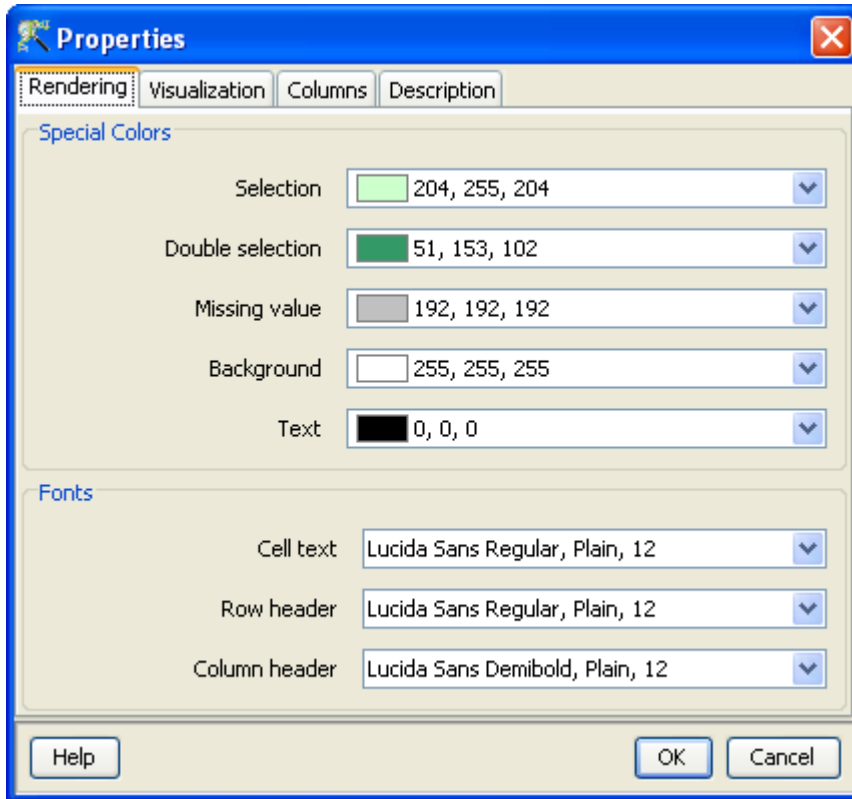 Properties
Rendering Visualization Columns Description
Special Colors
Selection 204, 255, 204
Double selection 51, 153, 102
Missing value 192, 192, 192
Background 255, 255, 255
Text 0, 0, 0
Fonts
Cell text Lucida Sans Regular, Plain, 12
Row header Lucida Sans Regular, Plain, 12
Column header Lucida Sans Demibold, Plain, 12
Help OK Cancel